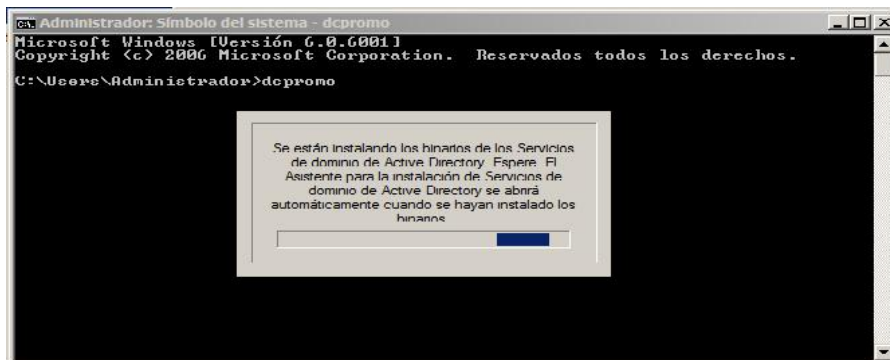 Administrador: Símbolo del sistema - dcpromo
Microsoft Windows [Versión 6.0.6001]
Copyright (c) 2006 Microsoft Corporation. Reservados todos los derechos.
C:\Users\Administrador>dcpromo
Se están instalando los binarios de los Servicios
de dominio de Active Directory. Espere. El
Asistente para la instalación de Servicios de
dominio de Active Directory se abrirá
automáticamente cuando se hayan instalado los
binarios.